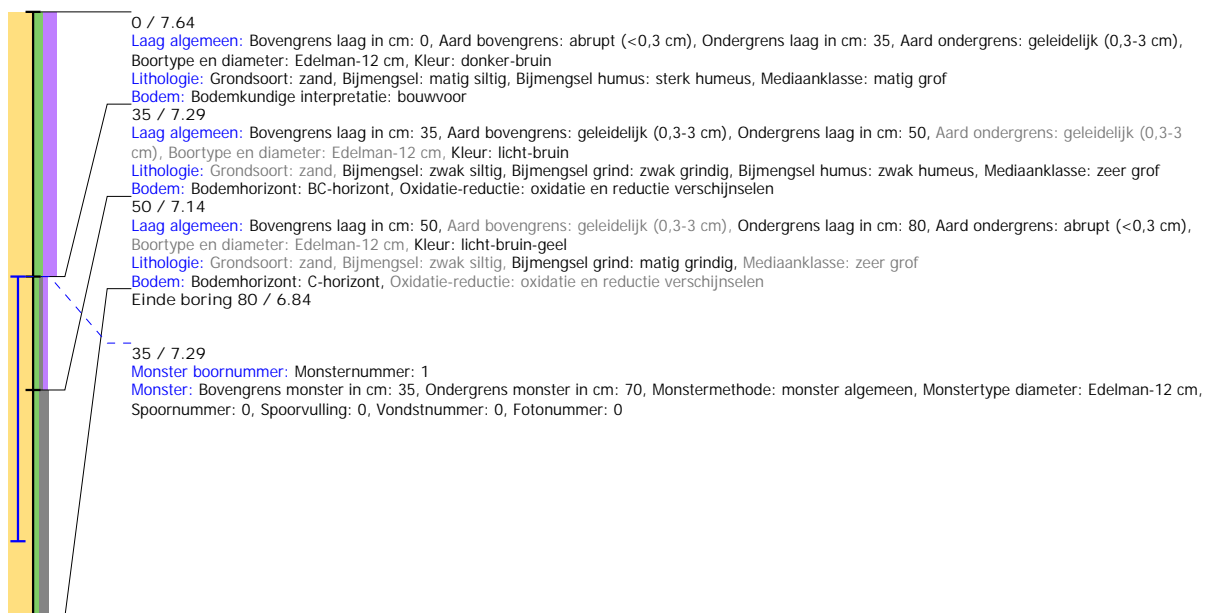 0 / 7.64
Laag algemeen: Bovengrens laag in cm: 0, Aard bovengrens: abrupt (<0,3 cm), Ondergrens laag in cm: 35, Aard ondergrens: geleidelijk (0,3-3 cm),
Boortype en diameter: Edelman-12 cm, Kleur: donker-bruin
Lithologie: Grondsoort: zand, Bijmengsel: matig siltig, Bijmengsel humus: sterk humeus, Mediaanklasse: matig grof
Bodem: Bodemkundige interpretatie: bouwvoor
35 / 7.29
Laag algemeen: Bovengrens laag in cm: 35, Aard bovengrens: geleidelijk (0,3-3 cm), Ondergrens laag in cm: 50, Aard ondergrens: geleidelijk (0,3-3
cm), Boortype en diameter: Edelman-12 cm, Kleur: licht-bruin
Lithologie: Grondsoort: zand, Bijmengsel: zwak siltig, Bijmengsel grind: zwak grindig, Bijmengsel humus: zwak humeus, Mediaanklasse: zeer grof
Bodem: Bodemhorizont: BC-horizont, Oxidatie-reductie: oxidatie en reductie verschijnselen
50 / 7.14
Laag algemeen: Bovengrens laag in cm: 50, Aard bovengrens: geleidelijk (0,3-3 cm), Ondergrens laag in cm: 80, Aard ondergrens: abrupt (<0,3 cm),
Boortype en diameter: Edelman-12 cm, Kleur: licht-bruin-geel
Lithologie: Grondsoort: zand, Bijmengsel: zwak siltig, Bijmengsel grind: matig grindig, Mediaanklasse: zeer grof
Bodem: Bodemhorizont: C-horizont, Oxidatie-reductie: oxidatie en reductie verschijnselen
Einde boring 80 / 6.84
35 / 7.29
Monster boornummer: Monsternummer: 1
Monster: Bovengrens monster in cm: 35, Ondergrens monster in cm: 70, Monstermethode: monster algemeen, Monstertype diameter: Edelman-12 cm,
Spoornummer: 0, Spoorvulling: 0, Vondstnummer: 0, Fotonummer: 0